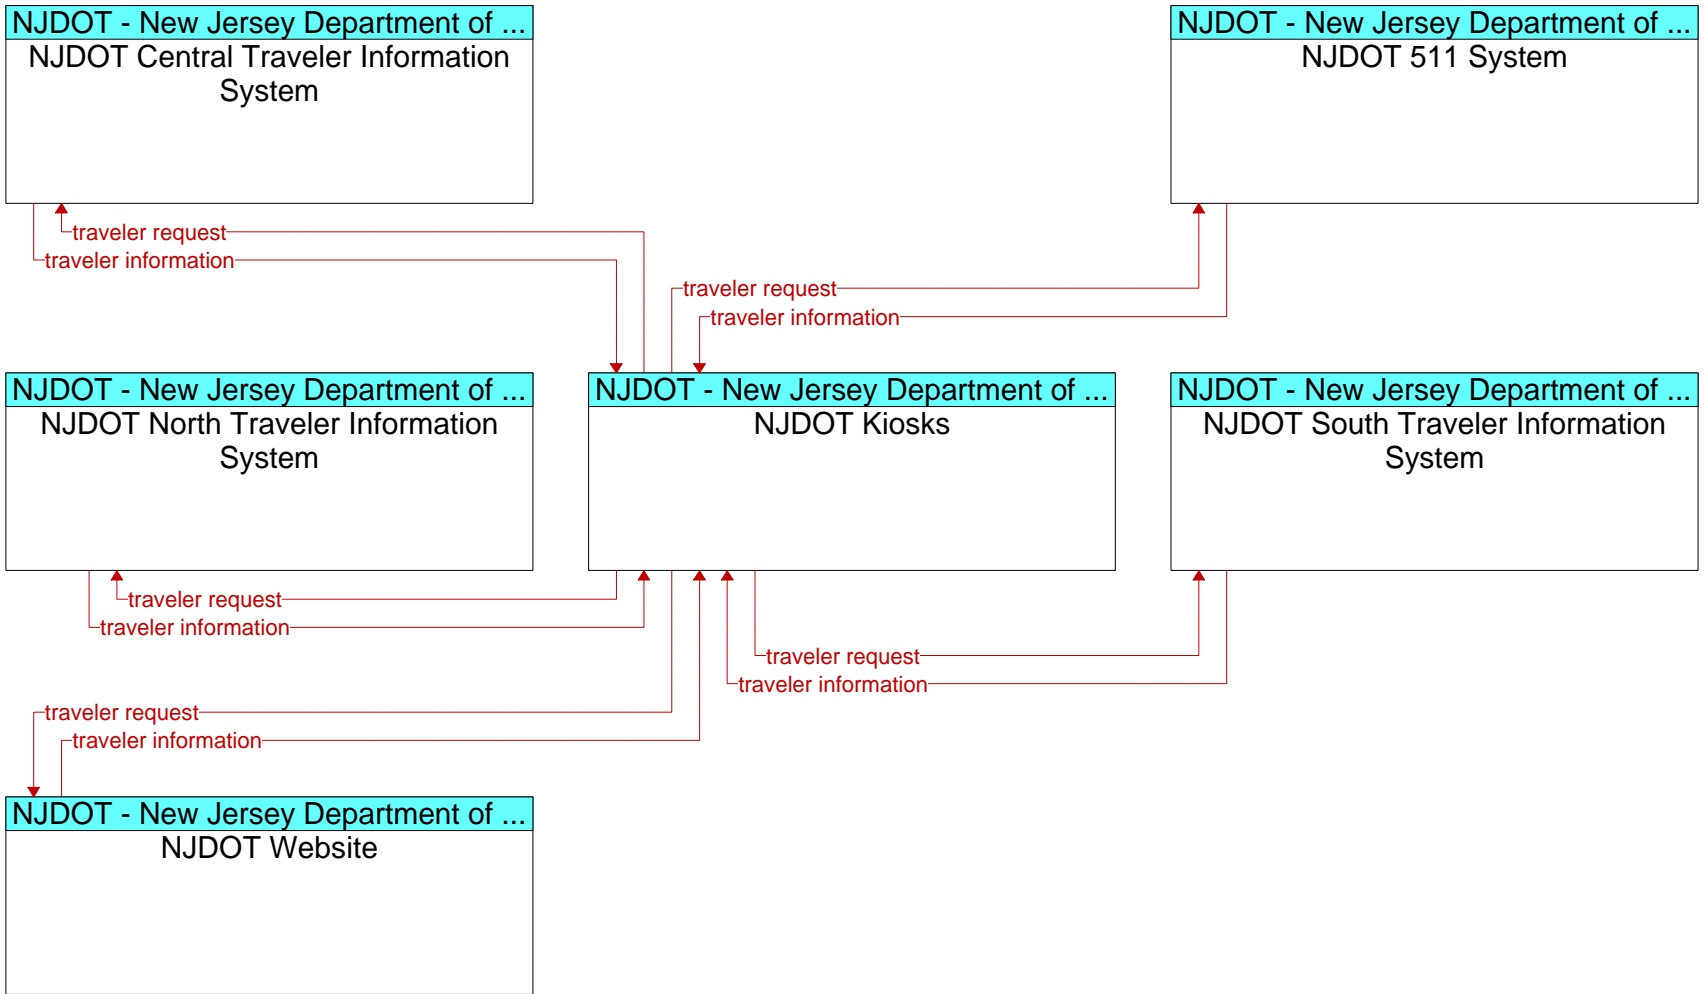 NJDOT - New Jersey Department of ...
NJDOT Central Traveler Information
System
NJDOT - New Jersey Department of ...
NJDOT 511 System
traveler request
traveler information
traveler request
traveler information
NJDOT - New Jersey Department of ...
NJDOT North Traveler Information
System
NJDOT - New Jersey Department of ...
NJDOT Kiosks
NJDOT - New Jersey Department of ...
NJDOT South Traveler Information
System
traveler request
traveler information
traveler request
traveler information
traveler request
traveler information
NJDOT - New Jersey Department of ...
NJDOT Website